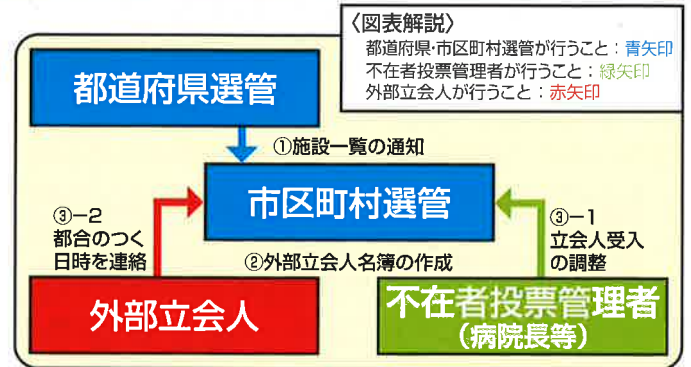 〈図表解説〉
都道府県・市区町村選管が行うこと：青矢印
不在者投票管理者が行うこと：緑矢印
外部立会人が行うこと：赤矢印
都道府県選管
①施設一覧の通知
市区町村選管
③－2
都合のつく
日時を連絡
②外部立会人名簿の作成
③－1
立会人受入
の調整
外部立会人
不在者投票管理者
（病院長等）